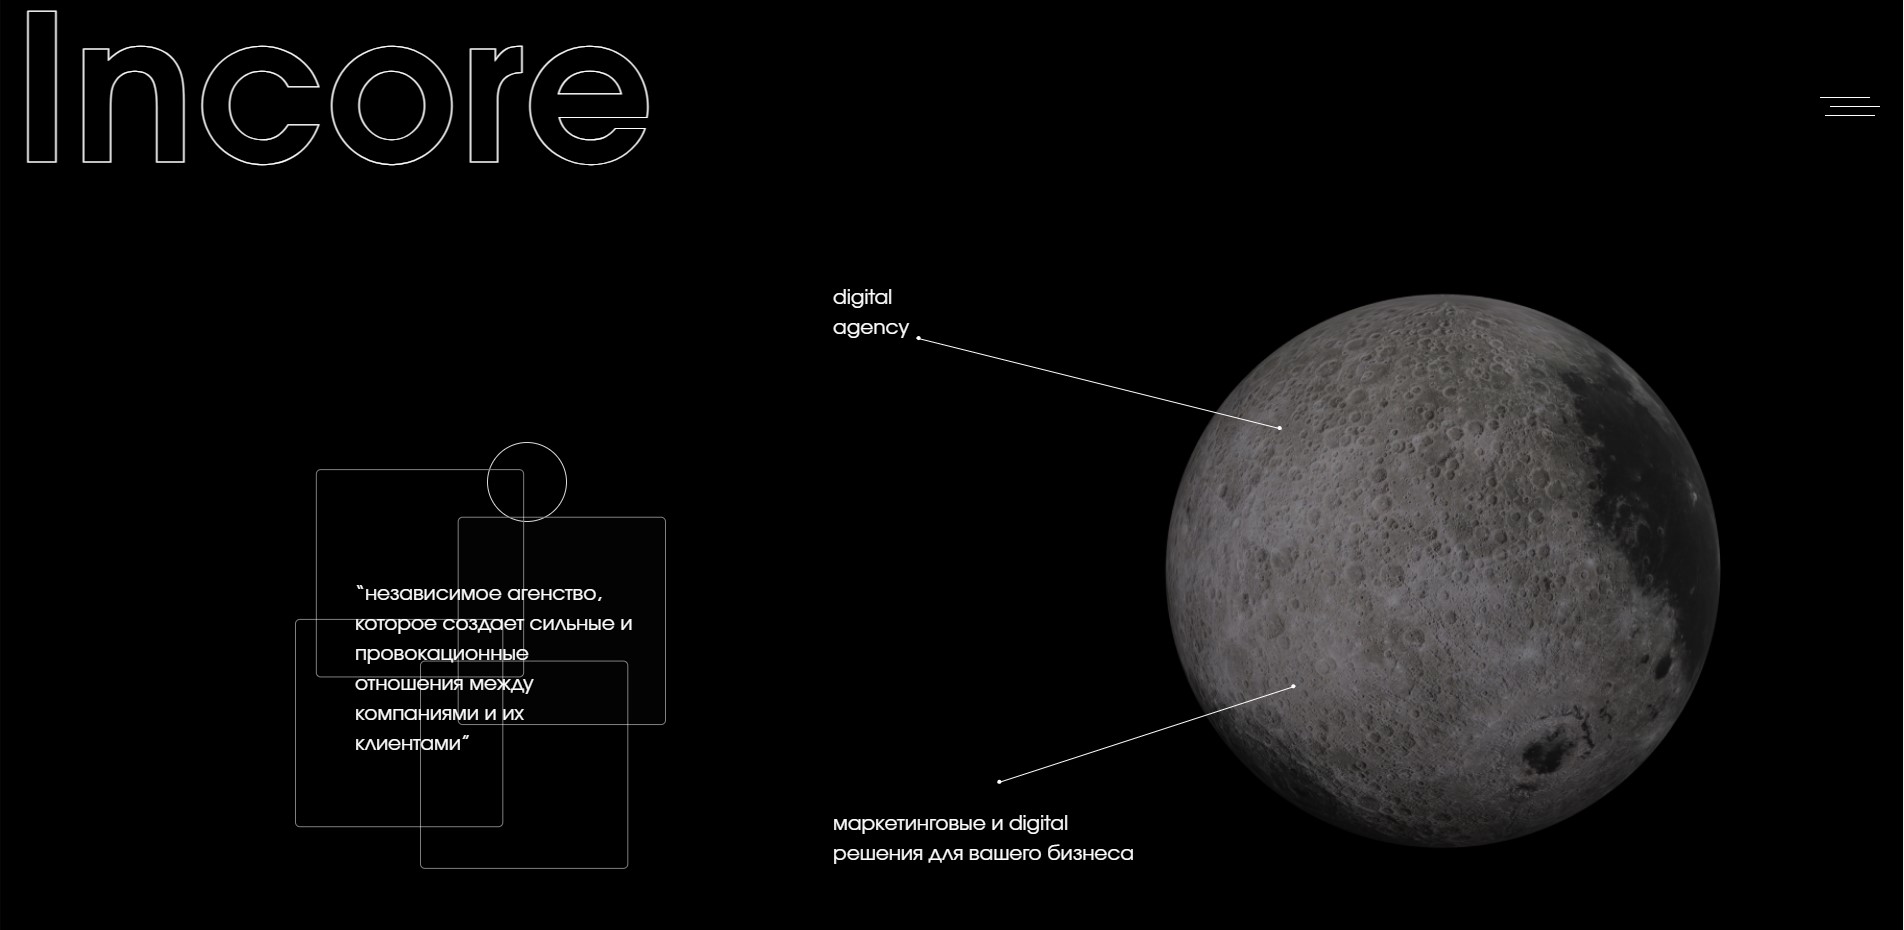 Incore
digital
agency
“независимое агенство,
которое создает сильные и
провокационные
отношения между
компаниями и их
клиентами”
маркетинговые и digital
решения для вашего бизнеса